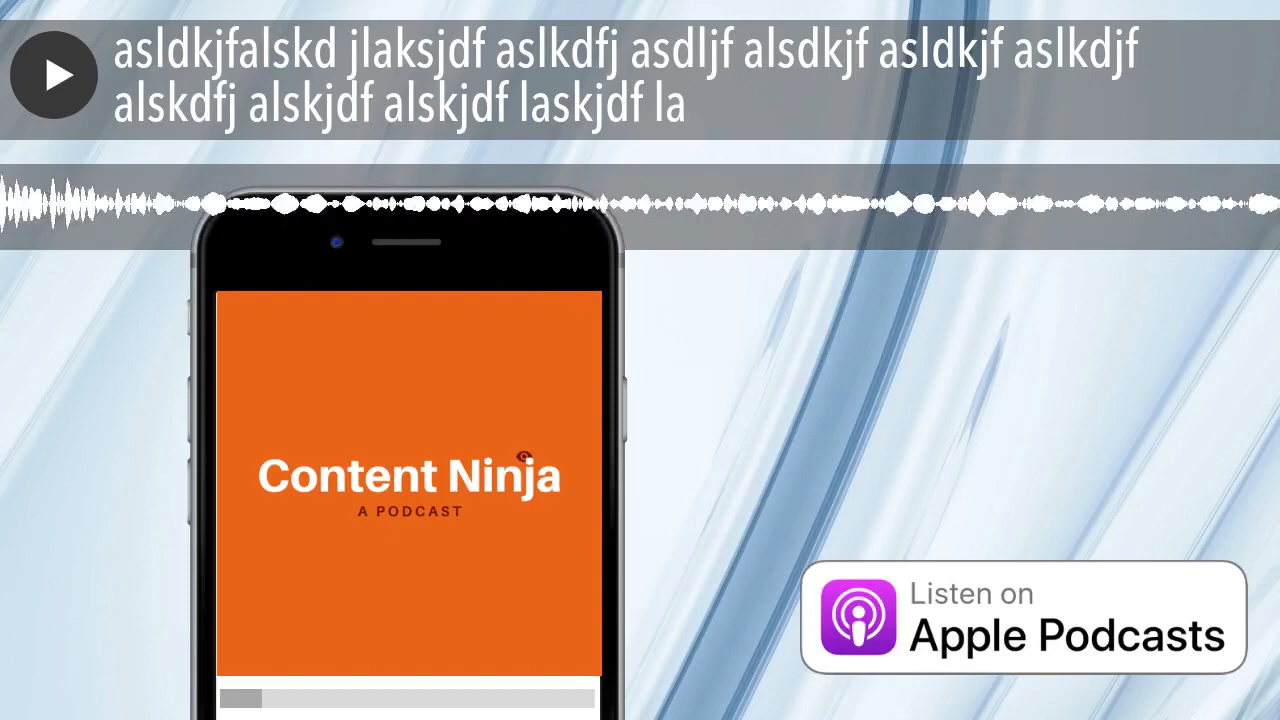 asldkjfalskd jlaksjdf aslkdfj asdljf alsdkjf asldkjf aslkdjf
alskdfj alskjdf alskjdf laskjdf la
Content Ninja
A PODCAST
Listen on
Apple Podcasts